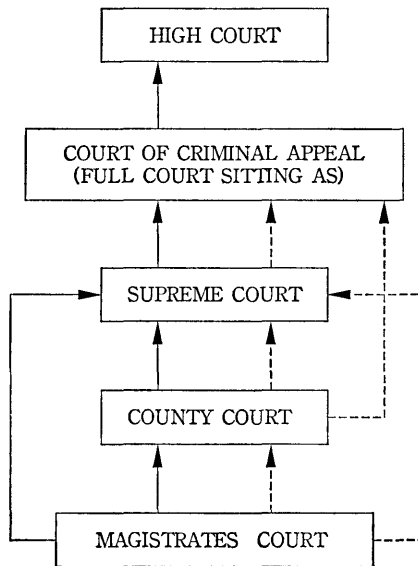 HIGH COURT
COURT OF CRIMINAL APPEAL
(FULL COURT SITTING AS)
SUPREME COURT
COUNTY COURT
MAGISTRATES COURT